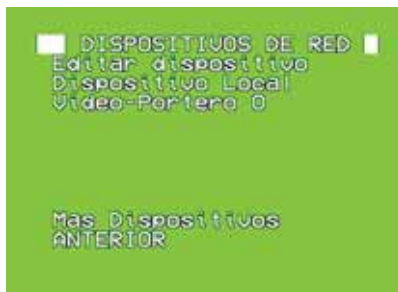 DISPOSITIVOS DE RED
Editar dispositivo
Dispositivo Local
Video-Portero 0
Mas Dispositivos
ANTERIOR